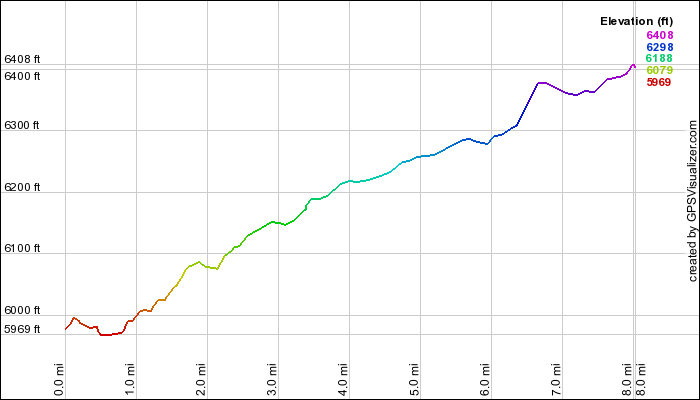 Elevation (ft)
6408
6298
6188
6079
5969
6408 ft
6400 ft
6300 ft
6200 ft
6100 ft
6000 ft
5969 ft
0.0 mi
1.0 mi
2.0 mi
3.0 mi
4.0 mi
5.0 mi
6.0 mi
7.0 mi
8.0 mi
8.0 mi
created by GPSVisualizer.com